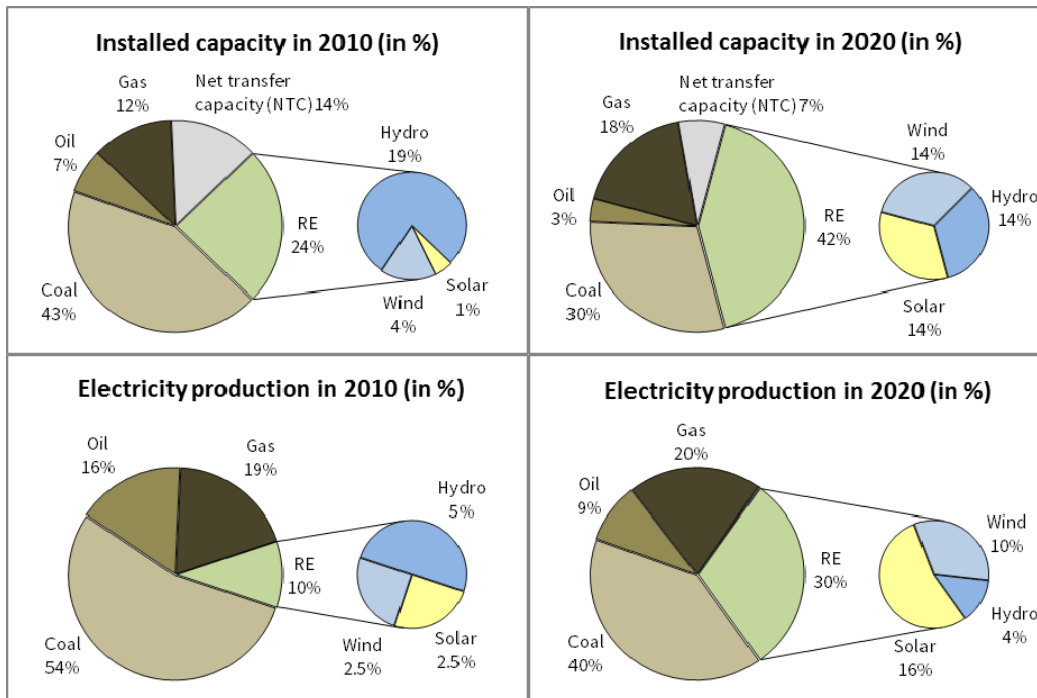 Installed capacity in 2010 (in %)
Gas
12%
Net transfer
capacity (NTC) 14%
Oil
7%
Hydro
19%
RE
24%
Coal
43%
Wind
4%
Solar
1%
Installed capacity in 2020 (in %)
Net transfer
capacity (NTC) 7%
Gas
18%
Wind
14%
Oil
3%
Hydro
14%
RE
42%
Coal
30%
Solar
14%
Electricity production in 2010 (in %)
Oil
16%
Gas
19%
Hydro
5%
RE
10%
Coal
54%
Wind
2.5%
Solar
2.5%
Electricity production in 2020 (in %)
Gas
20%
Oil
9%
Wind
10%
RE
30%
Hydro
4%
Coal
40%
Solar
16%